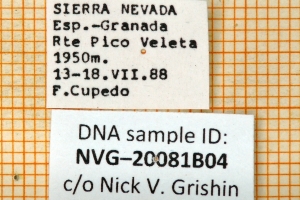 SIERRA NEVADA
Esp.-Granada
Rte Pico Veleta
1950m.
13-18.VII.88
F.Cupedo
DNA sample ID:
NVG–20081B04
c/o Nick V. Grishin